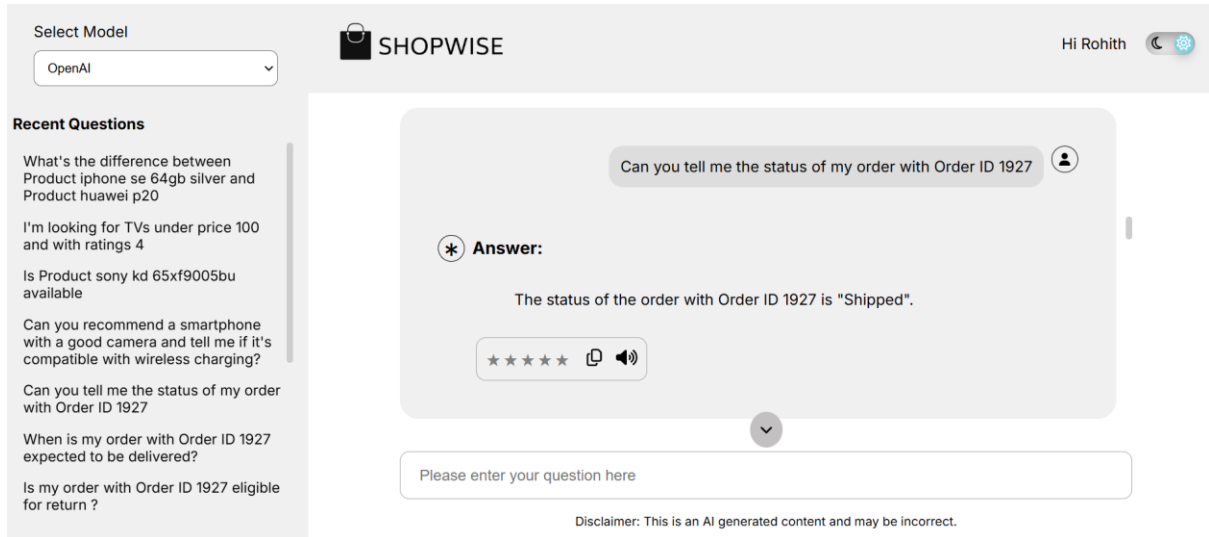 Select Model
OpenAI
Recent Questions
What's the difference between
Product iphone se 64gb silver and
Product huawei p20
I'm looking for TVs under price 100
and with ratings 4
Is Product sony kd 65xf9005bu
available
Can you recommend a smartphone
with a good camera and tell me if it's
compatible with wireless charging?
Can you tell me the status of my order
with Order ID 1927
When is my order with Order ID 1927
expected to be delivered?
Is my order with Order ID 1927 eligible
for return ?
SHOPWISE
Hi Rohith
Can you tell me the status of my order with Order ID 1927
Answer:
The status of the order with Order ID 1927 is "Shipped".
Please enter your question here
Disclaimer: This is an AI generated content and may be incorrect.